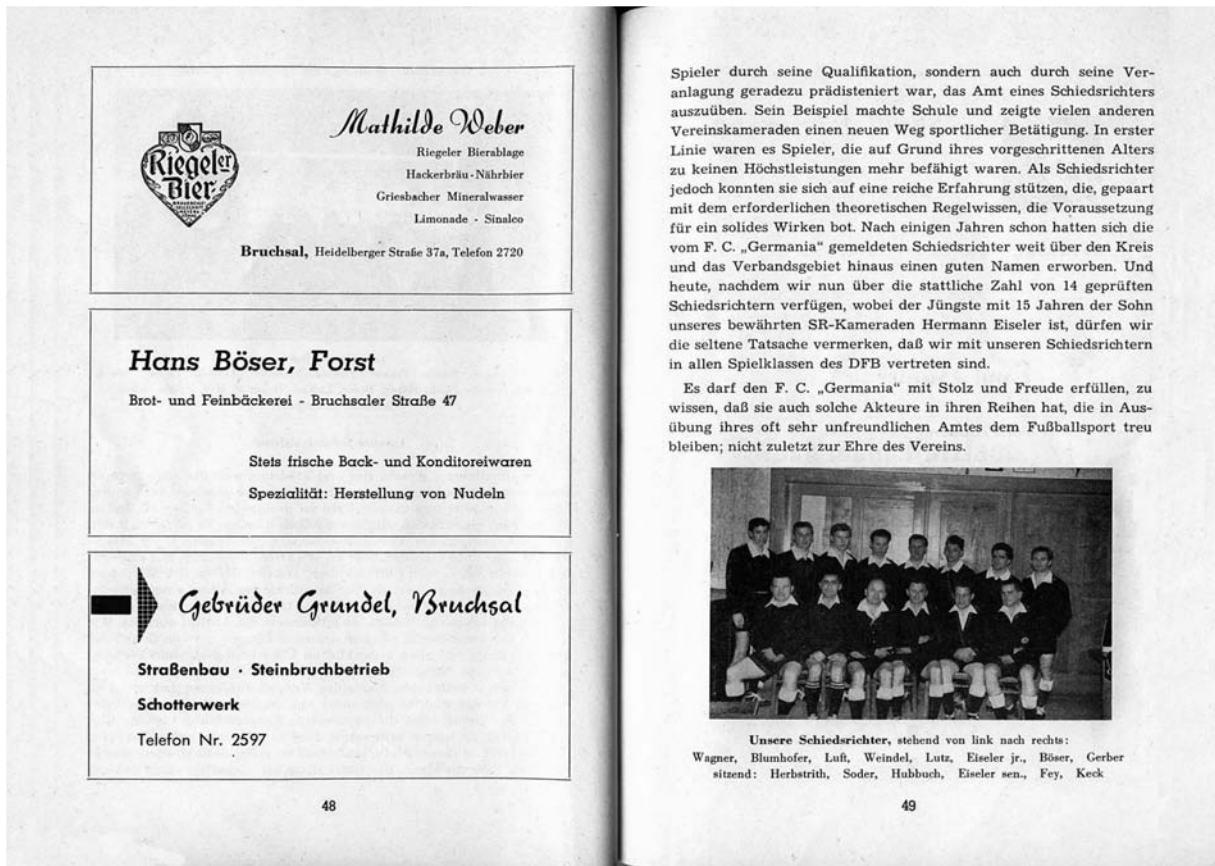 Riegeler
Bier
Mathilde Weber
Riegeler Bierablage
Hackerbräu - Nährbier
Griesbacher Mineralwasser
Limonade - Sinalco
Bruchsal, Heidelberger Straße 37a, Telefon 2720
Hans Böser, Forst
Brot- und Feinbäckerei - Bruchsaler Straße 47
Stets frische Back- und Konditoreiwaren
Spezialität: Herstellung von Nudeln
Gebrüder Grundel, Bruchsal
Straßenbau · Steinbruchbetrieb
Schotterwerk
Telefon Nr. 2597
48
Spieler durch seine Qualifikation, sondern auch durch seine Ver-
anlagung geradezu prädisteniert war, das Amt eines Schiedsrichters
auszuüben. Sein Beispiel machte Schule und zeigte vielen anderen
Vereinskameraden einen neuen Weg sportlicher Betätigung. In erster
Linie waren es Spieler, die auf Grund ihres vorgeschrittenen Alters
zu keinen Höchstleistungen mehr befähigt waren. Als Schiedsrichter
jedoch konnten sie sich auf eine reiche Erfahrung stützen, die, gepaart
mit dem erforderlichen theoretischen Regelwissen, die Voraussetzung
für ein solides Wirken bot. Nach einigen Jahren schon hatten sich die
vom F. C. „Germania“ gemeldeten Schiedsrichter weit über den Kreis
und das Verbandsgebiet hinaus einen guten Namen erworben. Und
heute, nachdem wir nun über die stattliche Zahl von 14 geprüften
Schiedsrichtern verfügen, wobei der Jüngste mit 15 Jahren der Sohn
unseres bewährten SR-Kameraden Hermann Eiseler ist, dürfen wir
die seltene Tatsache vermerken, daß wir mit unseren Schiedsrichtern
in allen Spielklassen des DFB vertreten sind.
Es darf den F. C. „Germania“ mit Stolz und Freude erfüllen, zu
wissen, daß sie auch solche Akteure in ihren Reihen hat, die in Aus-
übung ihres oft sehr unfreundlichen Amtes dem Fußballsport treu
bleiben; nicht zuletzt zur Ehre des Vereins.
Unsere Schiedsrichter, stehend von link nach rechts:
Wagner, Blumhofer, Luft, Weindel, Lutz, Eiseler jr., Böser, Gerber
sitzend: Herbstrith, Soder, Hubbuch, Eiseler sen., Fey, Keck
49